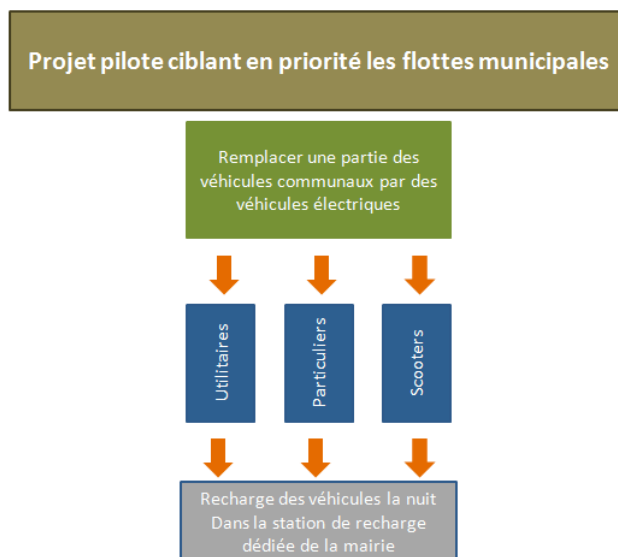 Projet pilote ciblant en priorité les flottes municipales
Remplacer une partie des
véhicules communaux par des
véhicules électriques
Utilitaires
Particuliers
Scooters
Recharge des véhicules la nuit
Dans la station de recharge
dédiée de la mairie